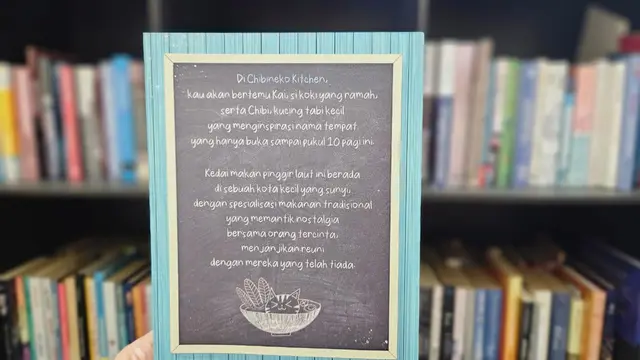 Di Chibineko Kitchen,
kau akan bertemu Kai, si koki yang ramah,
serta Chibi, kucing tabi kecil
yang menginspirasi nama tempat
yang hanya buka sampai pukul 10 pagi ini.
Kedai makan pinggir laut ini berada
di sebuah kota kecil yang sunyi,
dengan spesialisasi makanan tradisional
yang memantik nostalgia
bersama orang tercinta,
menjanjikan reuni
dengan mereka yang telah tiada.